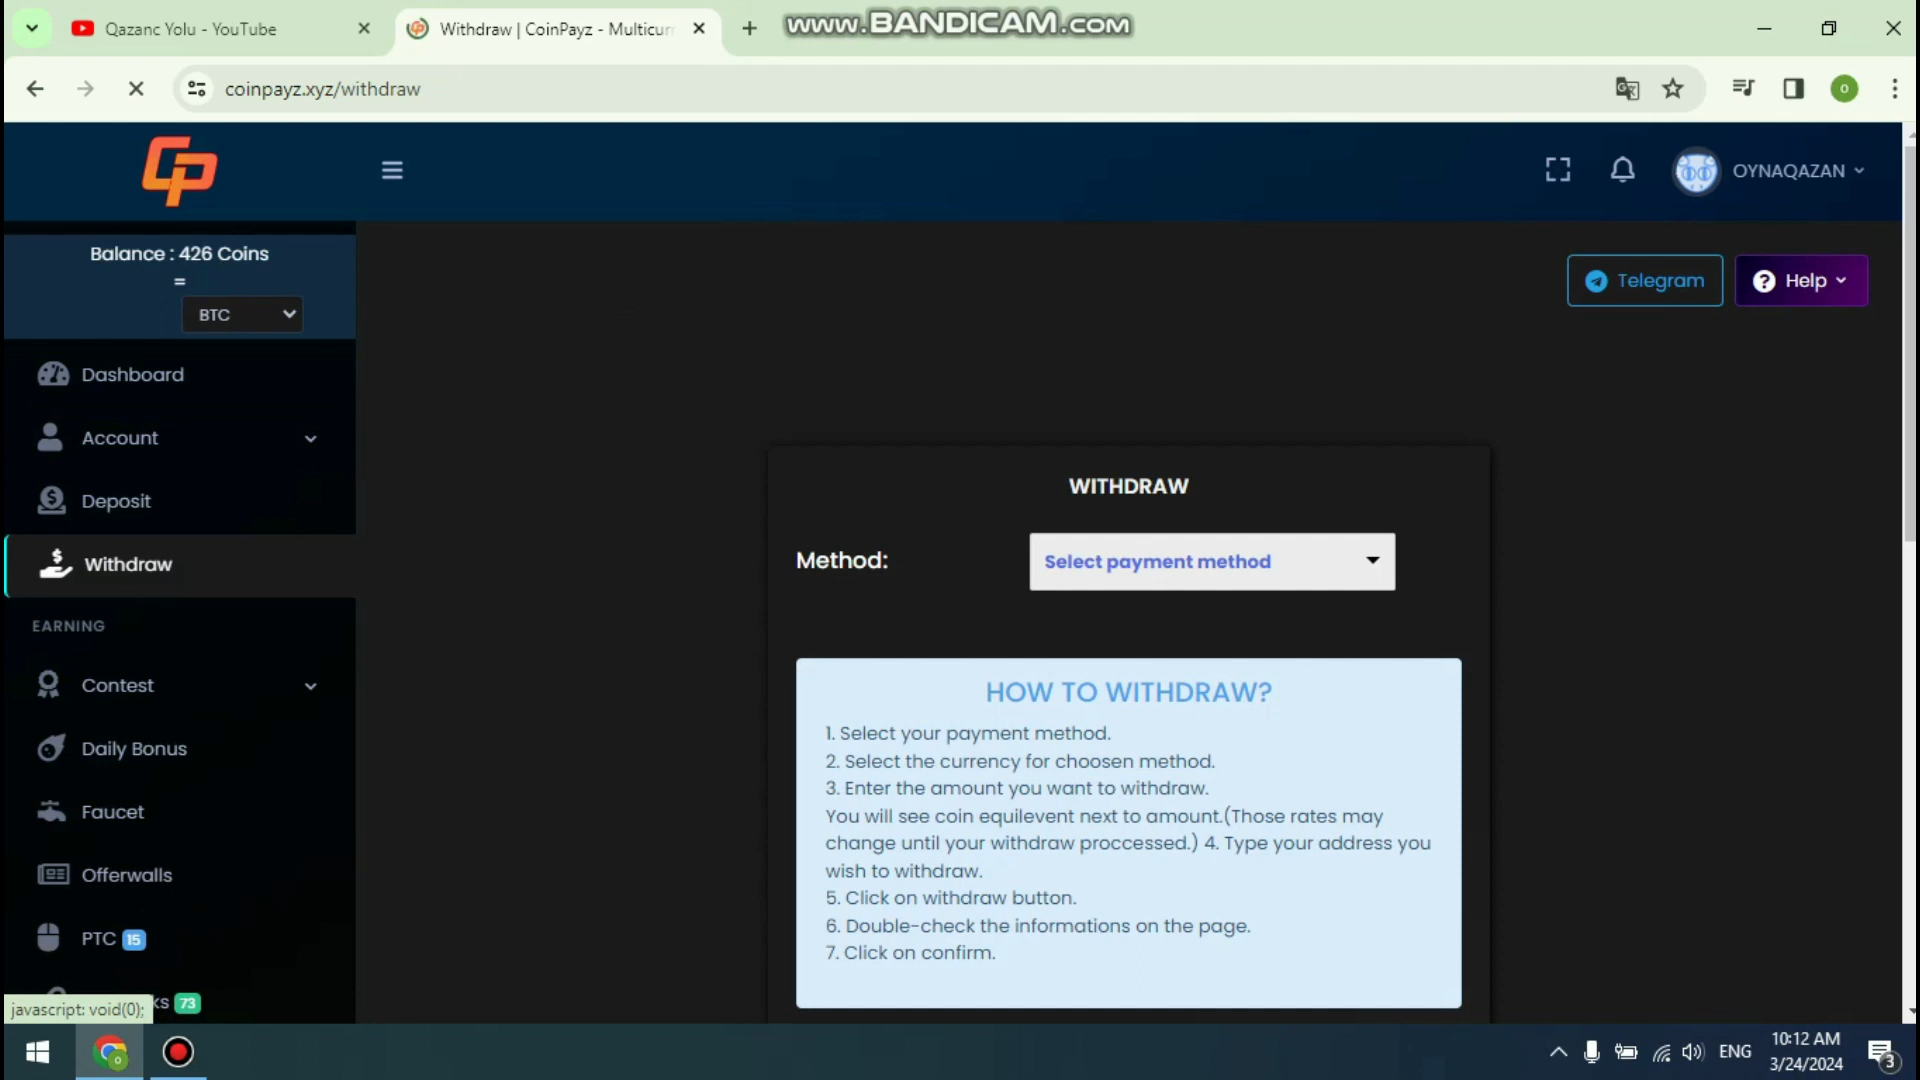 Qazanc Yolu - YouTube
Withdraw | CoinPayz - Multicur
www.BANDICAM.com
coinpayz.xyz/withdraw
o
CP
OYNAQAZAN
Balance : 426 Coins
=
BTC
Telegram
Help
Dashboard
Account
Deposit
Withdraw
EARNING
Contest
Daily Bonus
Faucet
Offerwalls
PTC 15
ks 73
javascript: void(0);
WITHDRAW
Method:
Select payment method
HOW TO WITHDRAW?
1. Select your payment method.
2. Select the currency for choosen method.
3. Enter the amount you want to withdraw.
You will see coin equilevent next to amount.(Those rates may
change until your withdraw proccessed.) 4. Type your address you
wish to withdraw.
5. Click on withdraw button.
6. Double-check the informations on the page.
7. Click on confirm.
ENG
10:12 AM
3/24/2024
3